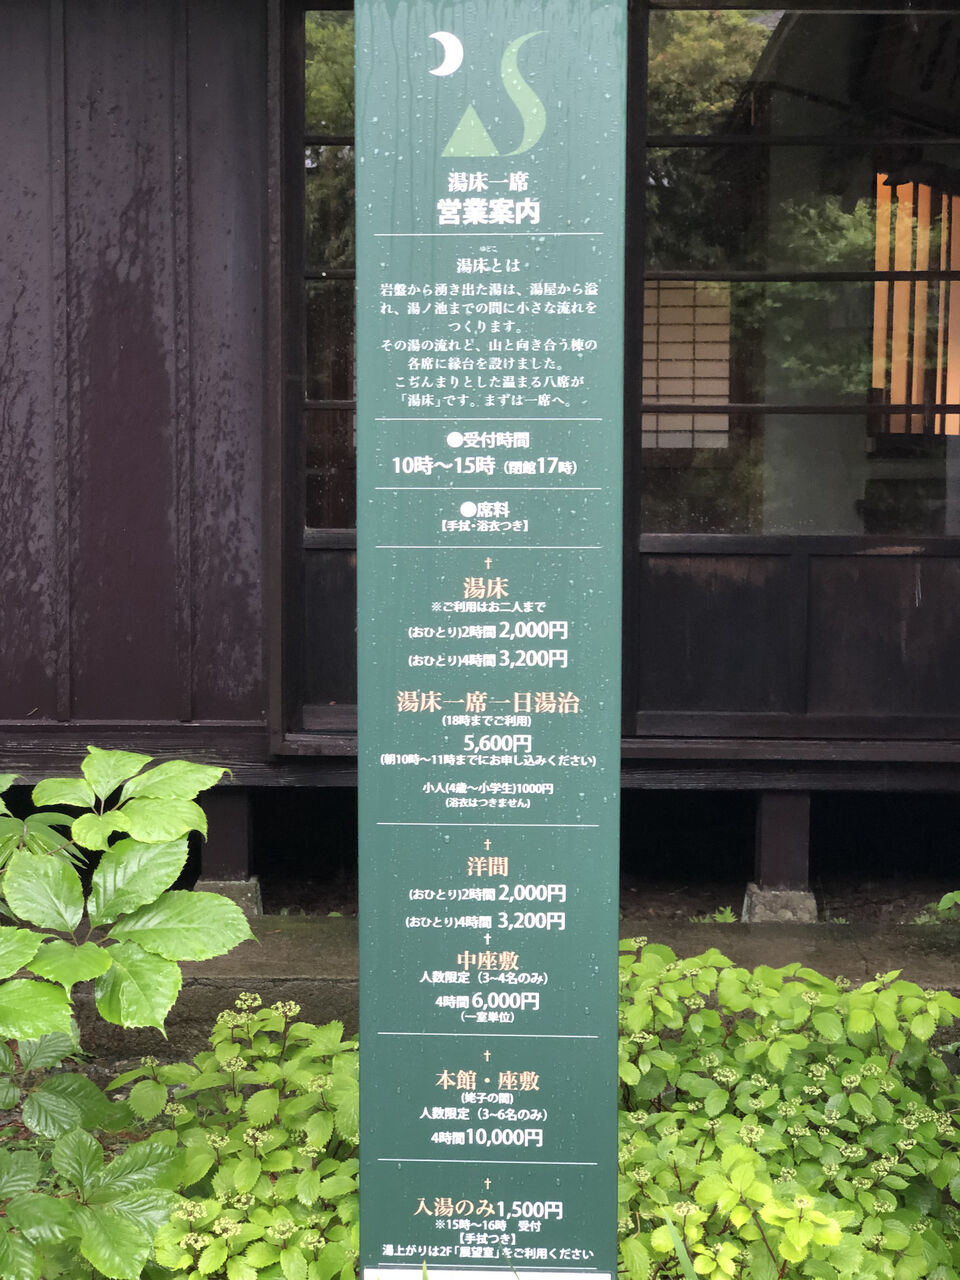 湯床一席
営業案内
ゆどこ
湯床とは
岩盤から湧き出た湯は、湯屋から溢
れ、湯ノ池までの間に小さな流れを
つくります。
その湯の流れと、山と向き合う棟の
各席に縁台を設けました。
こぢんまりとした温まる八席が
「湯床」です。まずは一席へ。
●受付時間
10時〜15時（閉館17時）
●席料
【手拭・浴衣つき】
湯床
※ご利用はお二人まで
(おひとり)2時間 2,000円
(おひとり)4時間 3,200円
湯床一席一日湯治
(18時までご利用)
5,600円
(朝10時〜11時までにお申し込みください)
小人(4歳〜小学生)1000円
(浴衣はつきません)
洋間
(おひとり)2時間 2,000円
(おひとり)4時間 3,200円
中座敷
人数限定（3~4名のみ）
4時間 6,000円
(一室単位)
本館・座敷
(姥子の間)
人数限定（3~6名のみ）
4時間10,000円
入湯のみ1,500円
※15時〜16時 受付
【手拭つき】
湯上がりは2F「展望室」をご利用ください